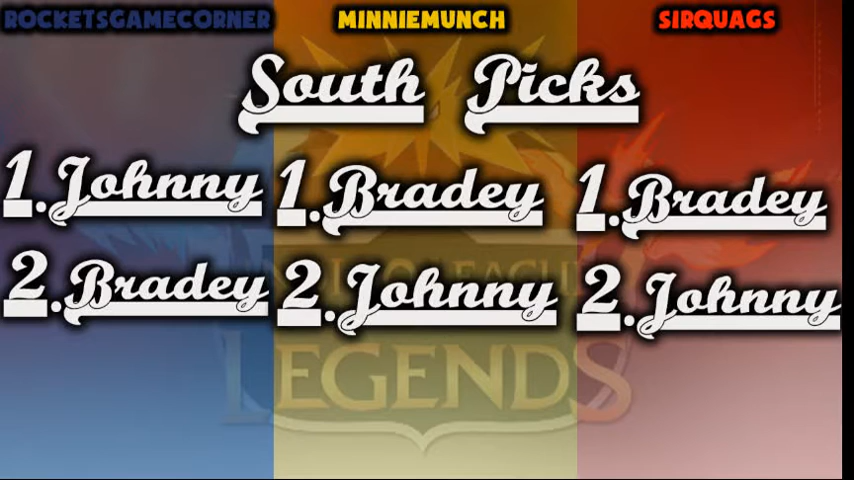 ROCKETSGAMECORNER MINNIEMUNCH SIRQUAGS
South Picks
1. Johnny 1. Bradey 1. Bradey
2. Bradey 2. Johnny 2. Johnny
LEGENDS